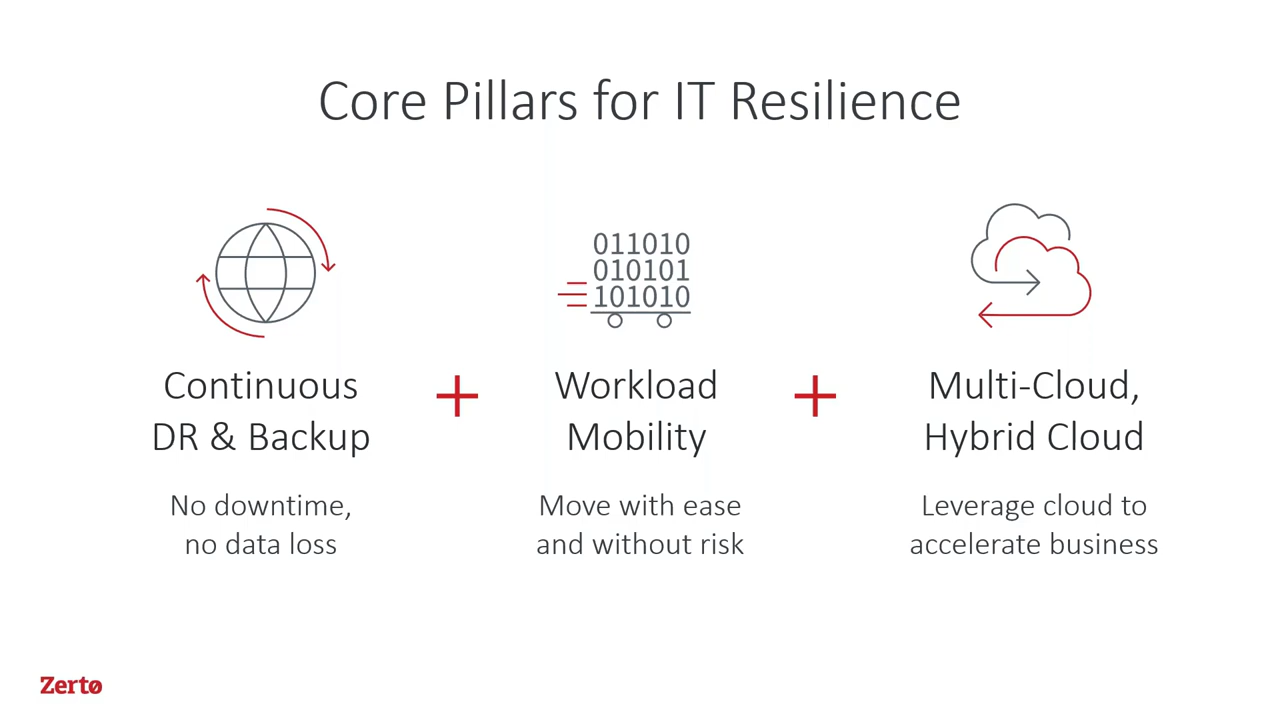 Core Pillars for IT Resilience
011010
010101
101010
Continuous
DR & Backup
No downtime,
no data loss
+
Workload
Mobility
Move with ease
and without risk
+
Multi-Cloud,
Hybrid Cloud
Leverage cloud to
accelerate business
Zerto